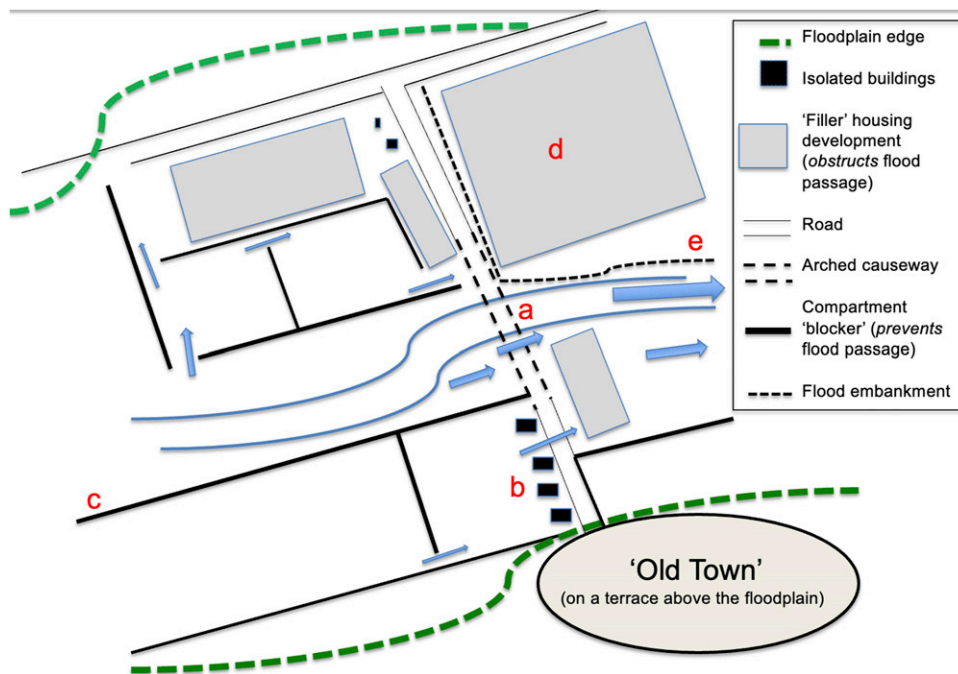 Floodplain edge
Isolated buildings
'Filler' housing
development
(obstructs flood
passage)
Road
Arched causeway
Compartment
'blocker' (prevents
flood passage)
Flood embankment
d
e
a
c
b
'Old Town'
(on a terrace above the floodplain)